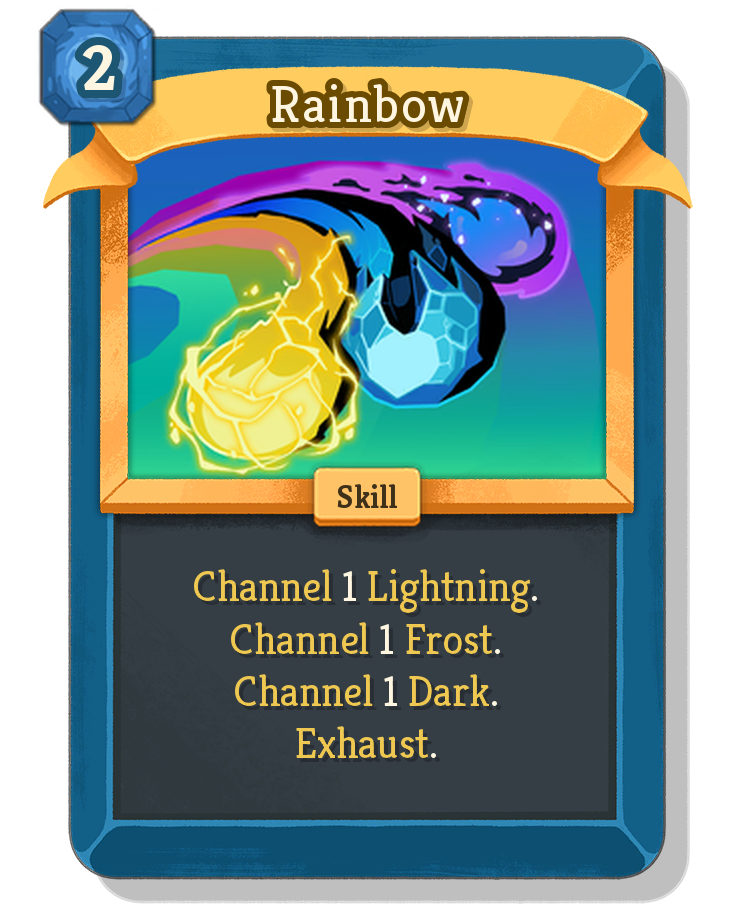 2
Rainbow
Skill
Channel 1 Lightning.
Channel 1 Frost.
Channel 1 Dark.
Exhaust.